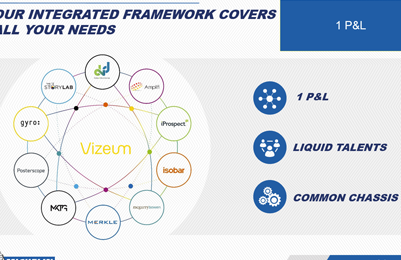 OUR INTEGRATED FRAMEWORK COVERS
ALL YOUR NEEDS
1 P&L
STORYLAB
Amplifi
gyro:
iProspect
Vizeum
Posterscope
isobar
MKTG
MERKLE
1 P&L
LIQUID TALENTS
COMMON CHASSIS